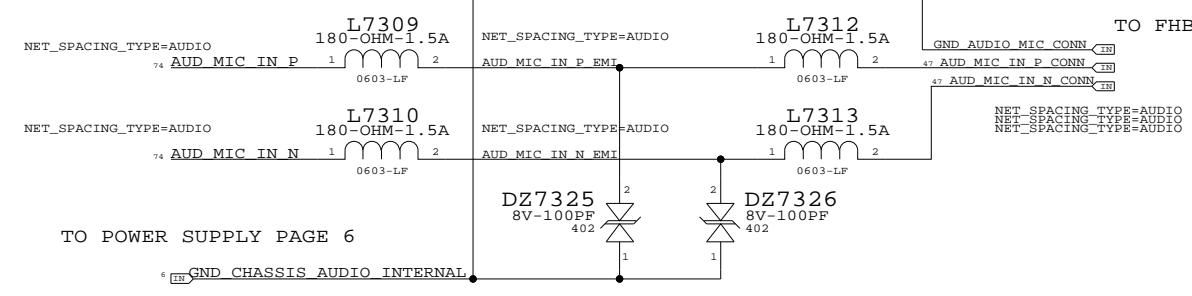 L7309
180-OHM-1.5A
NET_SPACING_TYPE=AUDIO
74 AUD_MIC_IN_P 1 2
0603-LF
NET_SPACING_TYPE=AUDIO
AUD_MIC_IN_P_EMI
L7312
180-OHM-1.5A
1 2
0603-LF
TO FHB
GND_AUDIO_MIC_CONN IN
47 AUD_MIC_IN_P_CONN IN
47 AUD_MIC_IN_N_CONN IN
NET_SPACING_TYPE=AUDIO
NET_SPACING_TYPE=AUDIO
NET_SPACING_TYPE=AUDIO
L7310
180-OHM-1.5A
NET_SPACING_TYPE=AUDIO
74 AUD_MIC_IN_N 1 2
0603-LF
NET_SPACING_TYPE=AUDIO
AUD_MIC_IN_N_EMI
L7313
180-OHM-1.5A
1 2
0603-LF
DZ7325
8V-100PF
402
2
1
DZ7326
8V-100PF
402
2
1
TO POWER SUPPLY PAGE 6
6 IN GND_CHASSIS_AUDIO_INTERNAL